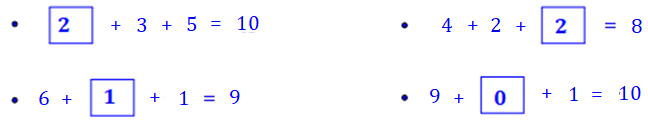 • 2 + 3 + 5 = 10
• 4 + 2 + 2 = 8
• 6 + 1 + 1 = 9
• 9 + 0 + 1 = 10